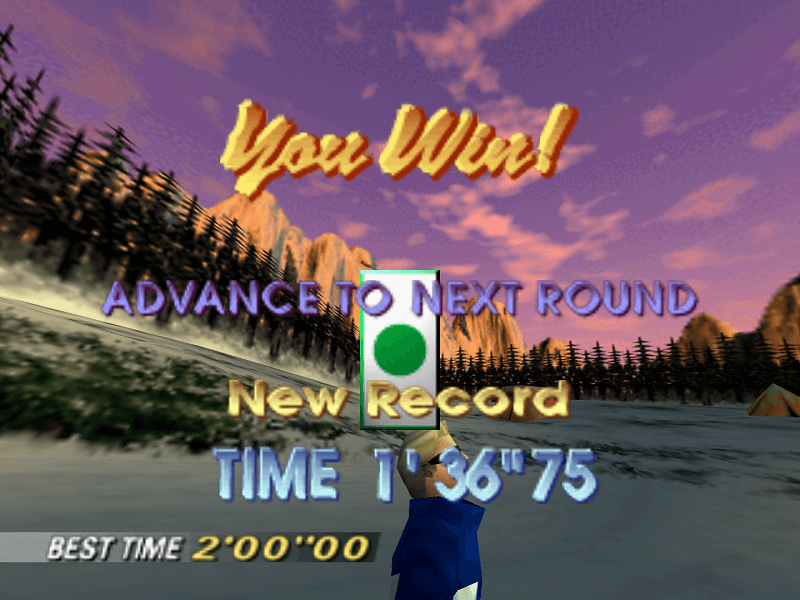 You Win!
ADVANCE TO NEXT ROUND
New Record
TIME 1'36"75
BEST TIME 2'00"00